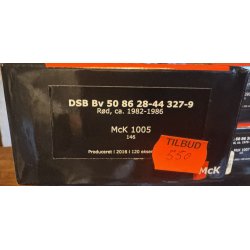 DSB Bv 50 86 28-44 327-9
Rød, ca. 1982-1986
McK 1005
146
Produceret i 2016 i 120 eksem
TILBUD
550
McK